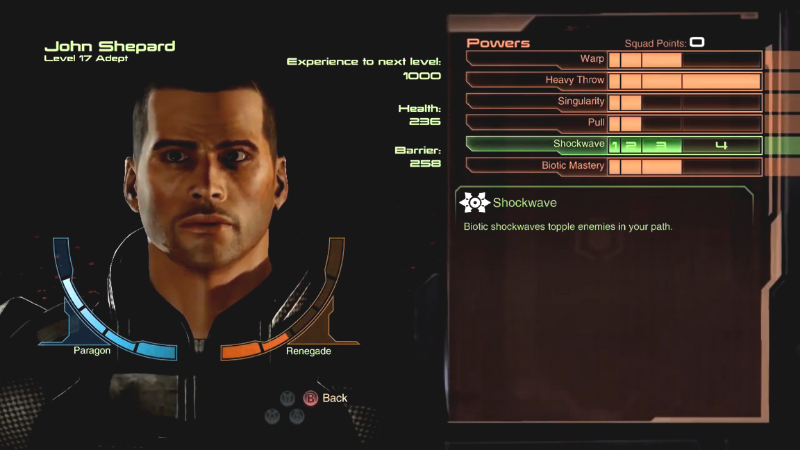 John Shepard
Level 17 Adept
Experience to next level:
1000
Health:
236
Barrier:
258
Paragon
Renegade
B Back
Powers
Squad Points: 0
Warp
Heavy Throw
Singularity
Pull
Shockwave 1 2 3 4
Biotic Mastery
Shockwave
Biotic shockwaves topple enemies in your path.